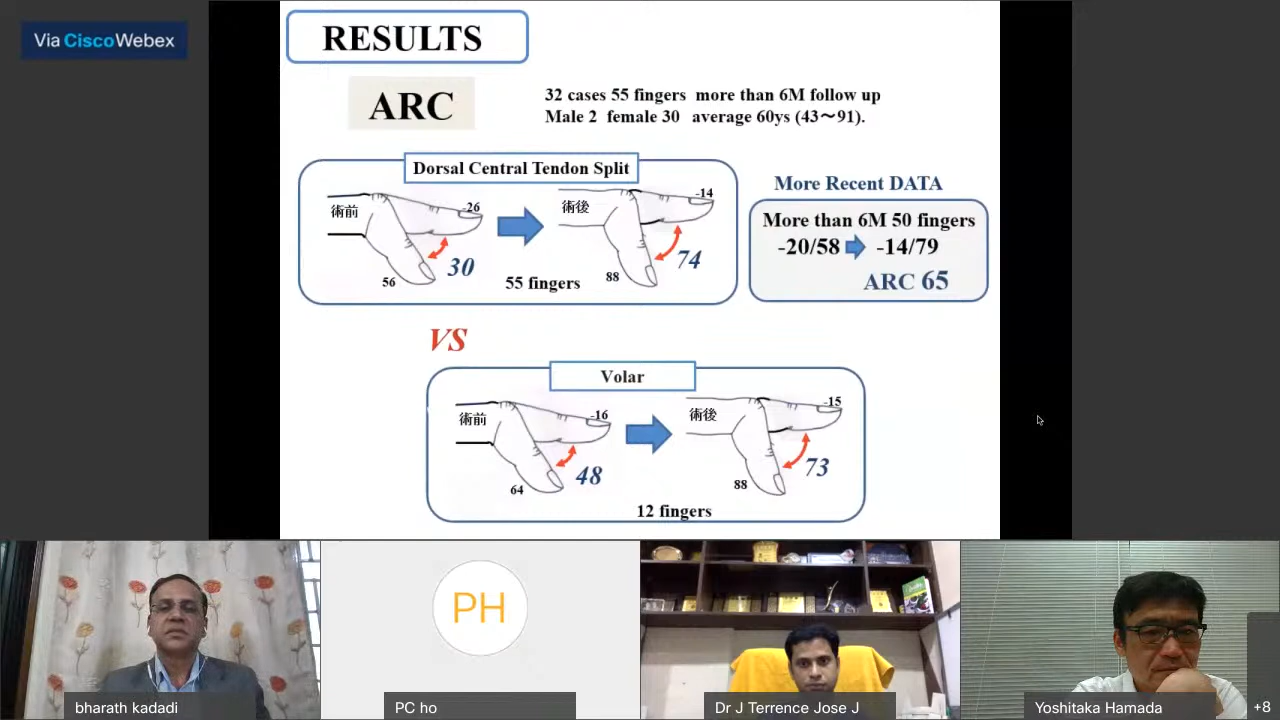 Via Cisco Webex
RESULTS
ARC
32 cases 55 fingers more than 6M follow up
Male 2 female 30 average 60ys (43～91).
Dorsal Central Tendon Split
術前
-26
30
56
55 fingers
術後
-14
74
88
More Recent DATA
More than 6M 50 fingers
-20/58 -14/79
ARC 65
VS
Volar
術前
-16
48
64
術後
-15
73
88
12 fingers
PH
bharath kadadi
PC ho
Dr J Terrence Jose J
Yoshitaka Hamada
+8